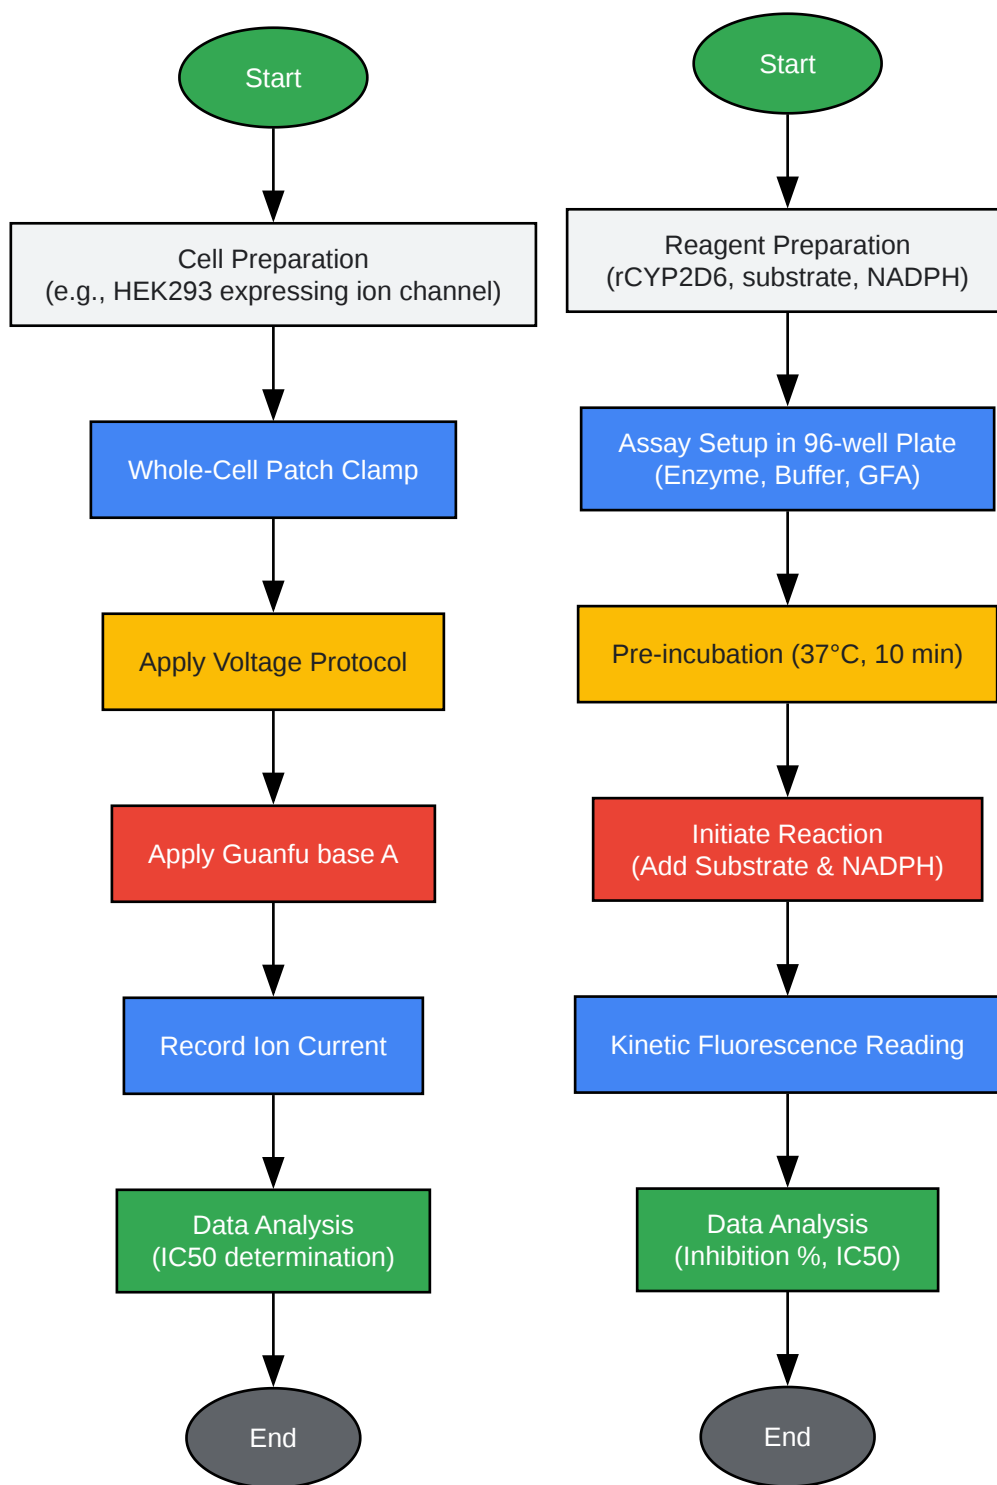 Start
Cell Preparation
(e.g., HEK293 expressing ion channel)
Whole-Cell Patch Clamp
Apply Voltage Protocol
Apply Guanfu base A
Record Ion Current
Data Analysis
(IC50 determination)
End
Start
Reagent Preparation
(rCYP2D6, substrate, NADPH)
Assay Setup in 96-well Plate
(Enzyme, Buffer, GFA)
Pre-incubation (37°C, 10 min)
Initiate Reaction
(Add Substrate & NADPH)
Kinetic Fluorescence Reading
Data Analysis
(Inhibition %, IC50)
End